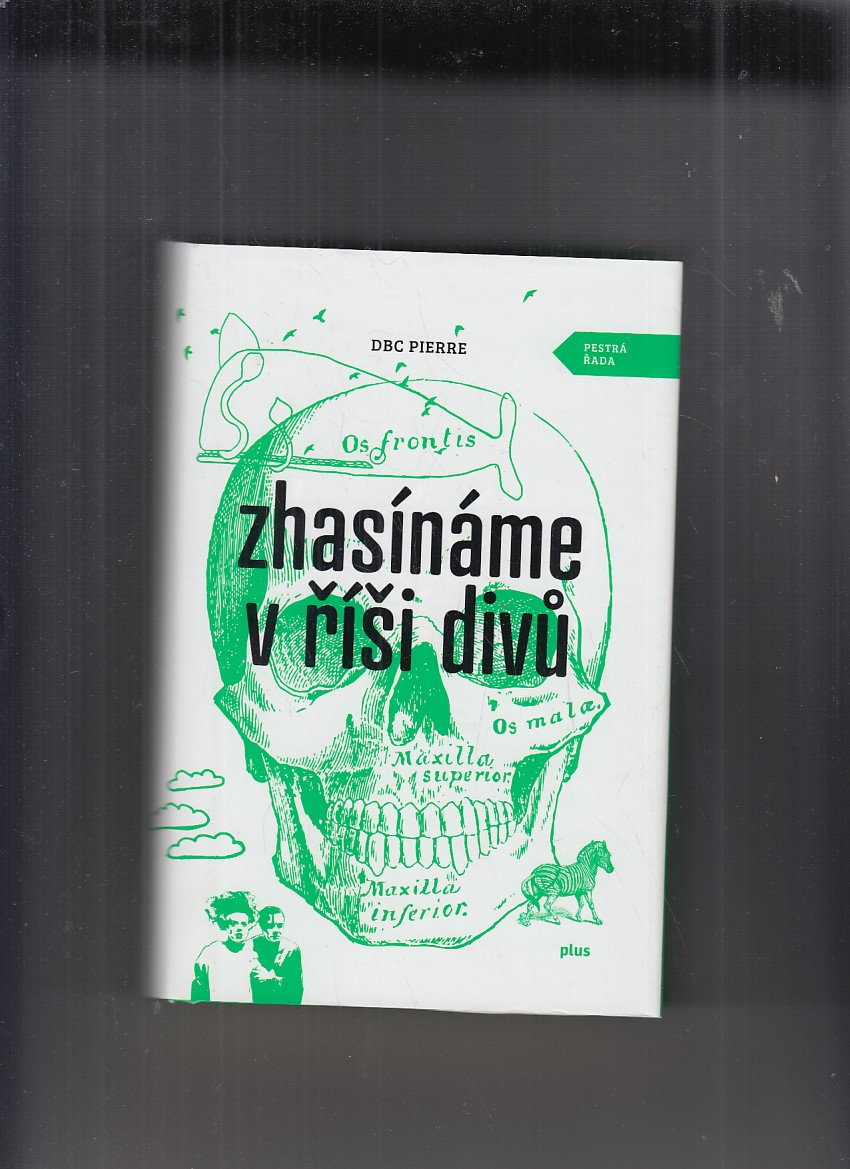 DBC PIERRE
PESTRÁ
ŘADA
Os frontis
zhasínáme
v říši divů
Os malæ.
Maxilla
superior.
Maxilla
inferior.
plus